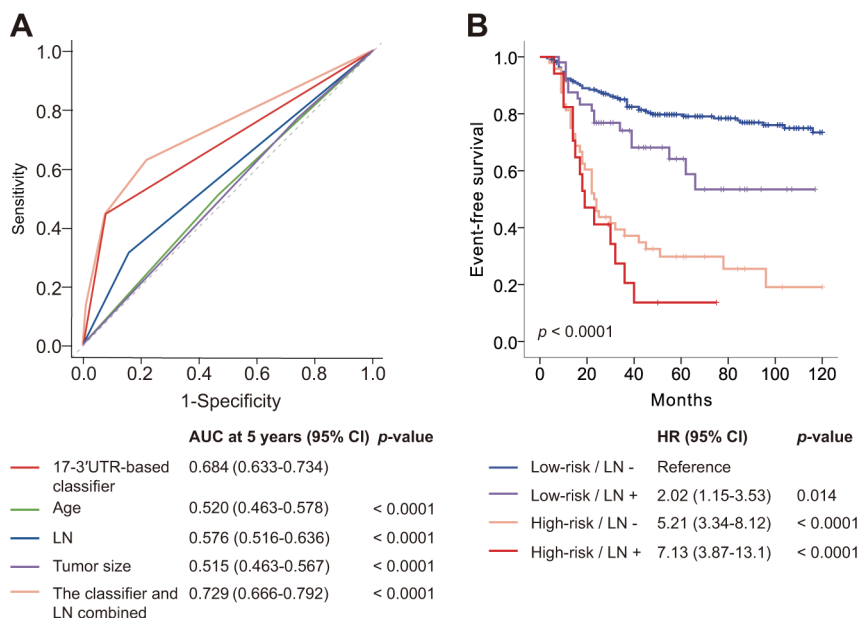 A
1.0
0.8
0.6
0.4
0.2
0.0
Sensitivity
0.0 0.2 0.4 0.6 0.8 1.0
1-Specificity
AUC at 5 years (95% CI) p-value
17-3'UTR-based 0.684 (0.633-0.734)
classifier
Age 0.520 (0.463-0.578) < 0.0001
LN 0.576 (0.516-0.636) < 0.0001
Tumor size 0.515 (0.463-0.567) < 0.0001
The classifier and 0.729 (0.666-0.792) < 0.0001
LN combined
B
1.0
0.8
0.6
0.4
0.2
0.0
Event-free survival
p < 0.0001
0 20 40 60 80 100 120
Months
HR (95% CI) p-value
Low-risk / LN - Reference
Low-risk / LN + 2.02 (1.15-3.53) 0.014
High-risk / LN - 5.21 (3.34-8.12) < 0.0001
High-risk / LN + 7.13 (3.87-13.1) < 0.0001